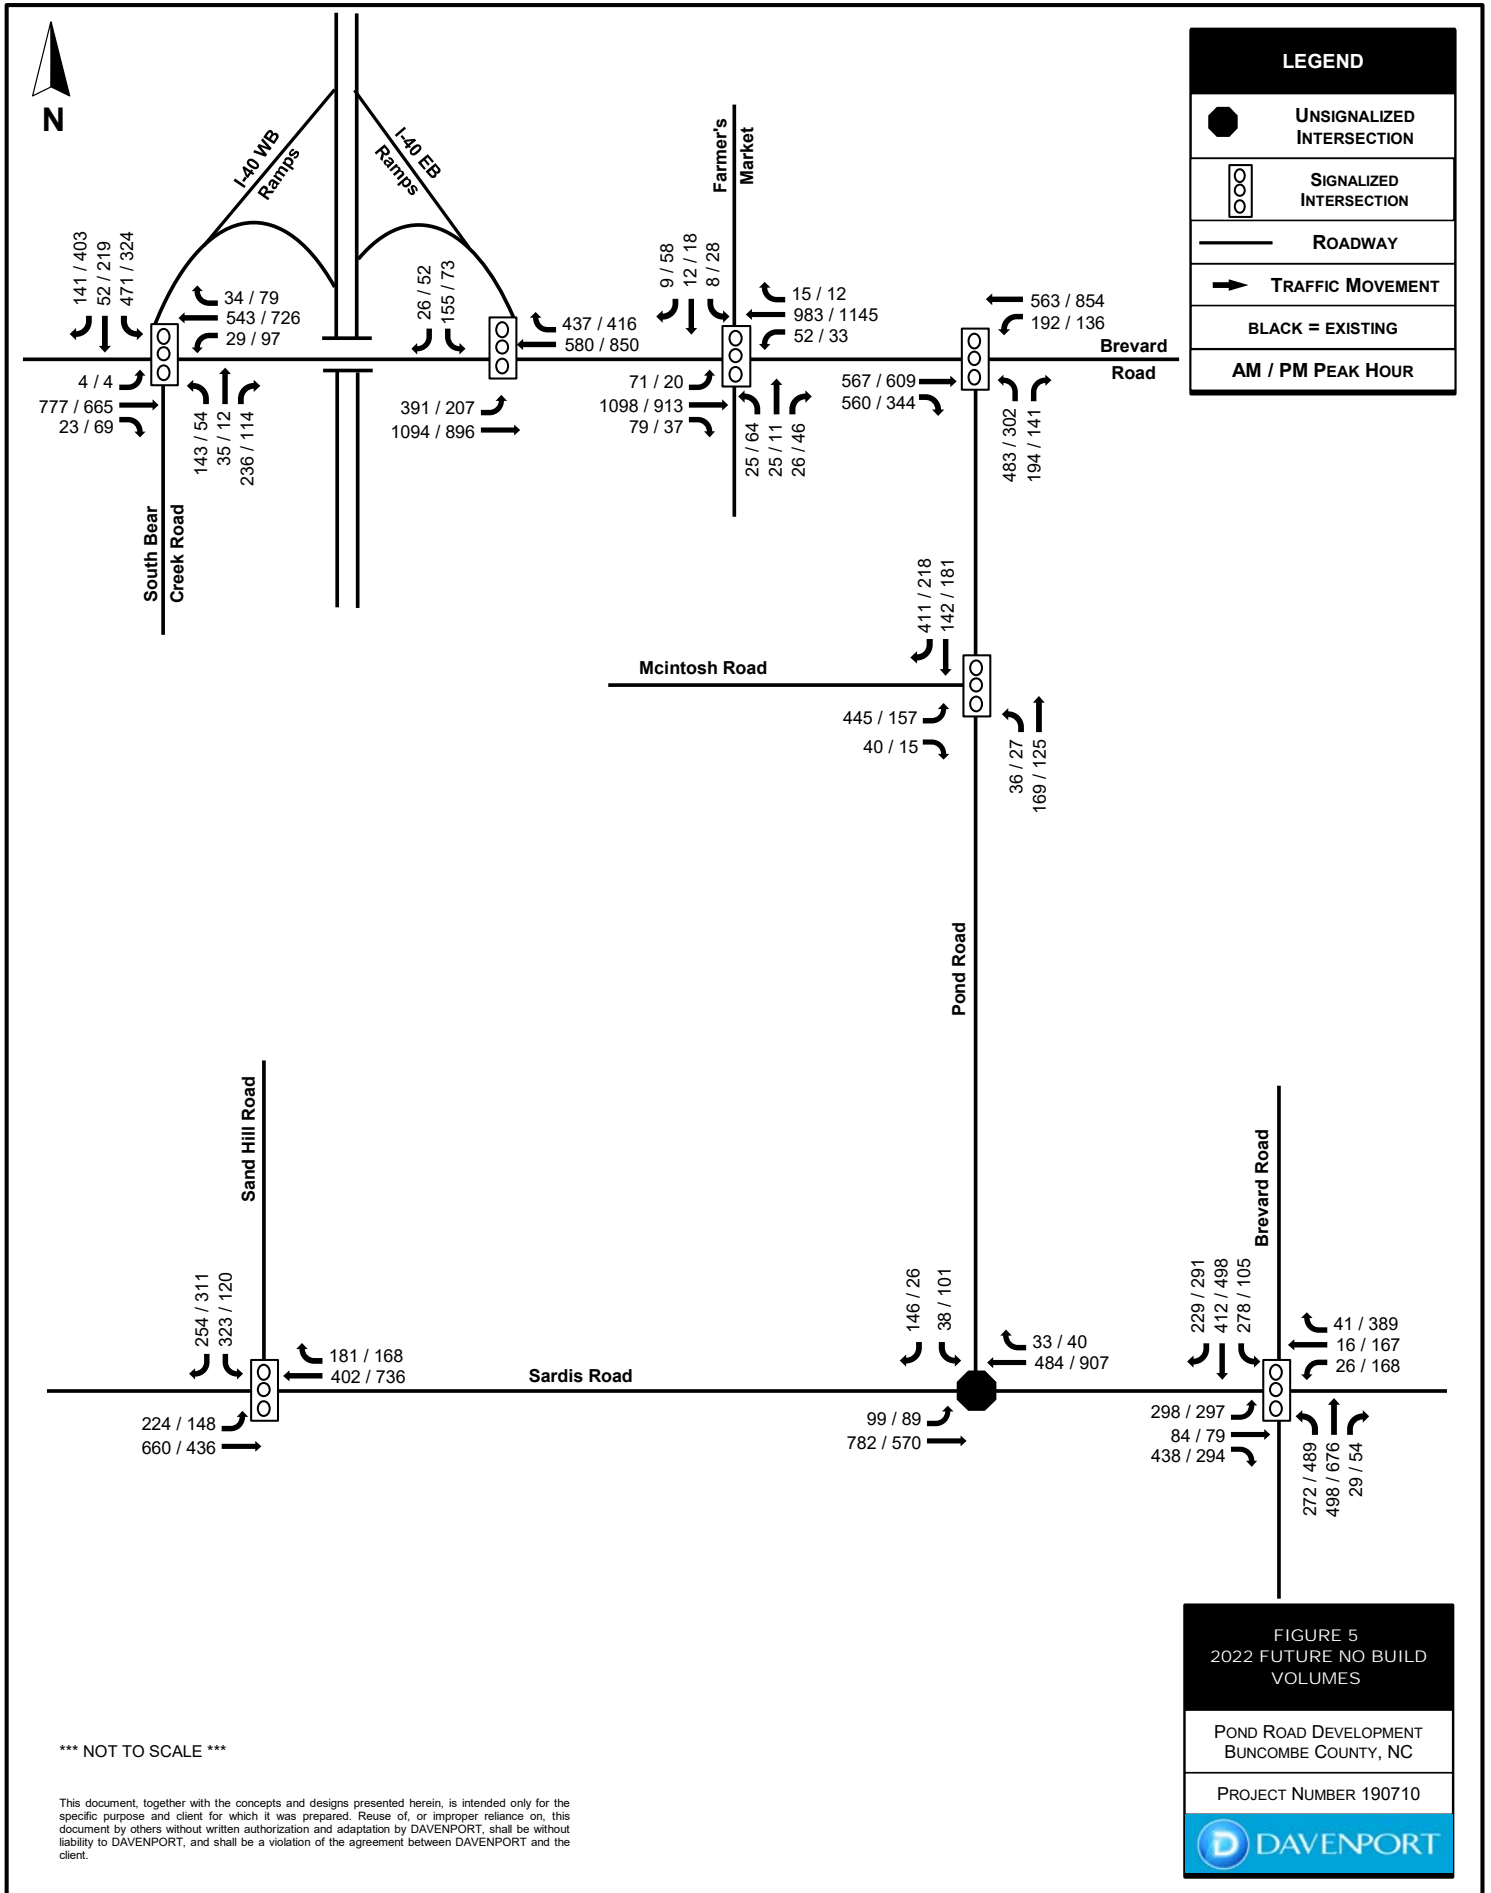 N
I-40 WB
Ramps
I-40 EB
Ramps
Farmer's
Market
LEGEND
UNSIGNALIZED
INTERSECTION
SIGNALIZED
INTERSECTION
ROADWAY
TRAFFIC MOVEMENT
BLACK = EXISTING
AM / PM PEAK HOUR
141 / 403
52 / 219
471 / 324
34 / 79
543 / 726
29 / 97
4 / 4
777 / 665
23 / 69
143 / 54
35 / 12
236 / 114
South Bear
Creek Road
26 / 52
155 / 73
437 / 416
580 / 850
391 / 207
1094 / 896
9 / 58
12 / 18
8 / 28
15 / 12
983 / 1145
52 / 33
71 / 20
1098 / 913
79 / 37
25 / 64
25 / 11
26 / 46
563 / 854
192 / 136
Brevard
Road
567 / 609
560 / 344
483 / 302
194 / 141
411 / 218
142 / 181
Mcintosh Road
445 / 157
40 / 15
36 / 27
169 / 125
Pond Road
Sand Hill Road
254 / 311
323 / 120
181 / 168
402 / 736
224 / 148
660 / 436
Sardis Road
146 / 26
38 / 101
33 / 40
484 / 907
99 / 89
782 / 570
Brevard Road
229 / 291
412 / 498
278 / 105
41 / 389
16 / 167
26 / 168
298 / 297
84 / 79
438 / 294
272 / 489
498 / 676
29 / 54
FIGURE 5
2022 FUTURE NO BUILD
VOLUMES
POND ROAD DEVELOPMENT
BUNCOMBE COUNTY, NC
PROJECT NUMBER 190710
DAVENPORT
*** NOT TO SCALE ***
This document, together with the concepts and designs presented herein, is intended only for the
specific purpose and client for which it was prepared. Reuse of, or improper reliance on, this
document by others without written authorization and adaptation by DAVENPORT, shall be without
liability to DAVENPORT, and shall be a violation of the agreement between DAVENPORT and the
client.